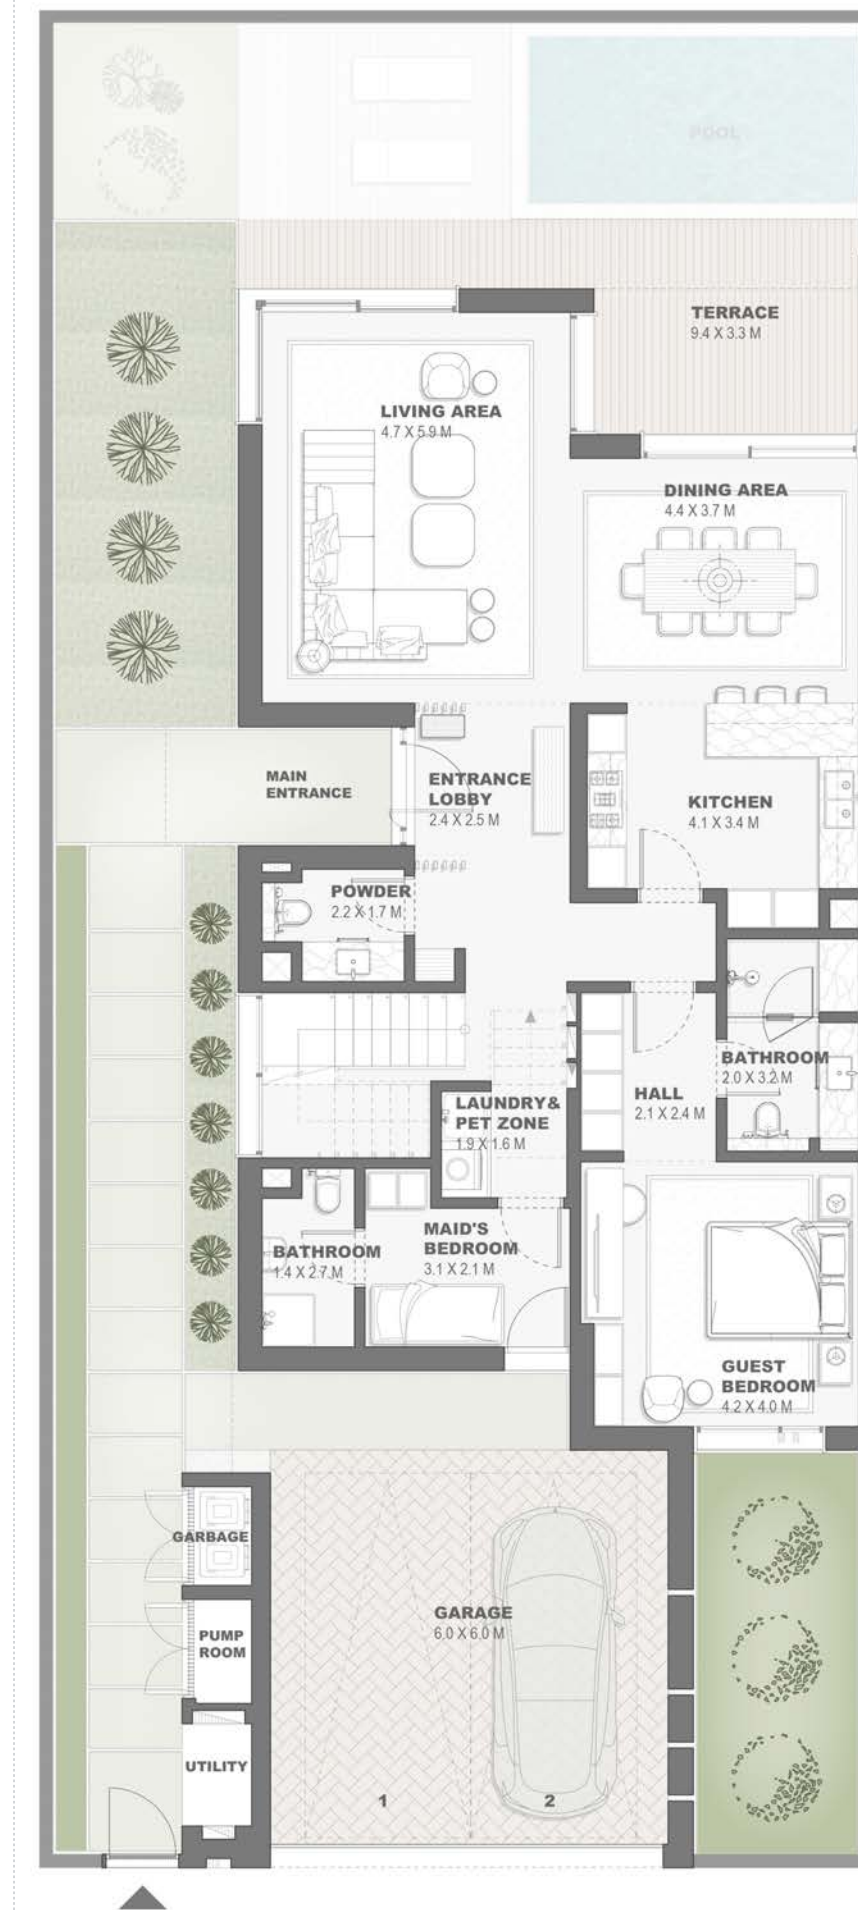 POOL
TERRACE
9.4 X 3.3 M
LIVING AREA
4.7 X 5.9 M
DINING AREA
4.4 X 3.7 M
MAIN
ENTRANCE
ENTRANCE
LOBBY
2.4 X 2.5 M
KITCHEN
4.1 X 3.4 M
POWDER
2.2 X 1.7 M
BATHROOM
2.0 X 3.2 M
HALL
2.1 X 2.4 M
LAUNDRY&
PET ZONE
1.9 X 1.6 M
MAID'S
BEDROOM
3.1 X 2.1 M
BATHROOM
1.4 X 2.7 M
GUEST
BEDROOM
4.2 X 4.0 M
GARBAGE
GARAGE
6.0 X 6.0 M
PUMP
ROOM
UTILITY
1
2